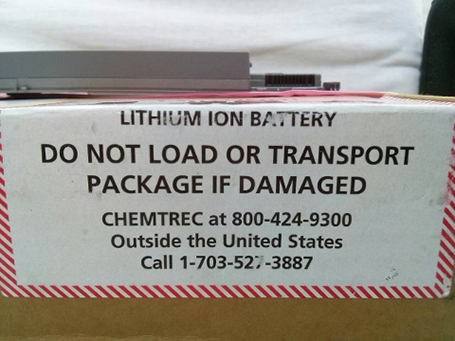 LITHIUM ION BATTERY
DO NOT LOAD OR TRANSPORT
PACKAGE IF DAMAGED
CHEMTREC at 800-424-9300
Outside the United States
Call 1-703-527-3887